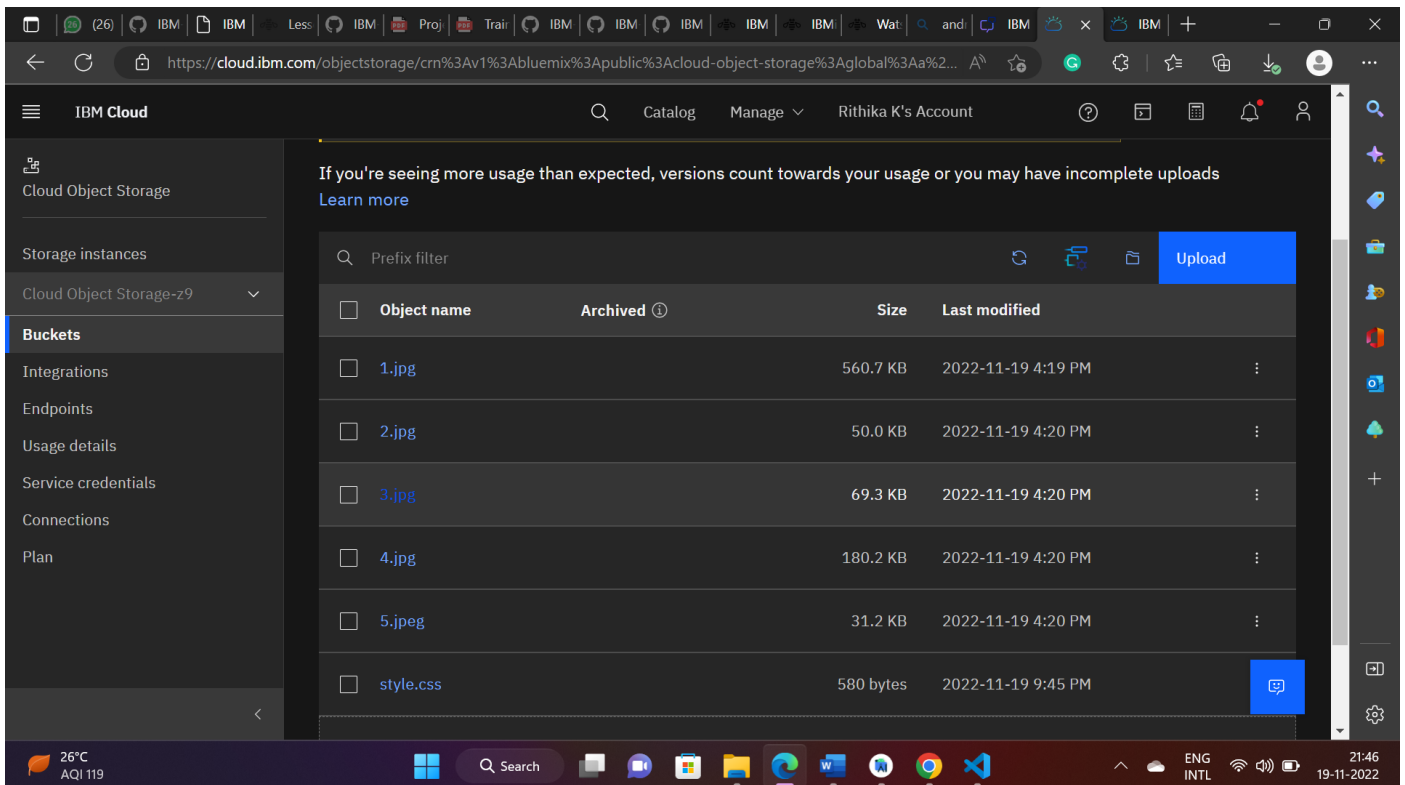 (26) IBM IBM Less IBM Proj Trair IBM IBM IBM IBM IBMi Wat: and IBM IBM
https://cloud.ibm.com/objectstorage/crn%3Av1%3Abluemix%3Apublic%3Acloud-object-storage%3Aglobal%3Aa%2...
IBM Cloud Catalog Manage Rithika K's Account
Cloud Object Storage
Storage instances
Cloud Object Storage-z9
Buckets
Integrations
Endpoints
Usage details
Service credentials
Connections
Plan
If you're seeing more usage than expected, versions count towards your usage or you may have incomplete uploads
Learn more
Prefix filter Upload
Object name Archived Size Last modified
1.jpg 560.7 KB 2022-11-19 4:19 PM
2.jpg 50.0 KB 2022-11-19 4:20 PM
3.jpg 69.3 KB 2022-11-19 4:20 PM
4.jpg 180.2 KB 2022-11-19 4:20 PM
5.jpeg 31.2 KB 2022-11-19 4:20 PM
style.css 580 bytes 2022-11-19 9:45 PM
26°C
AQI 119
Search
ENG
INTL
21:46
19-11-2022